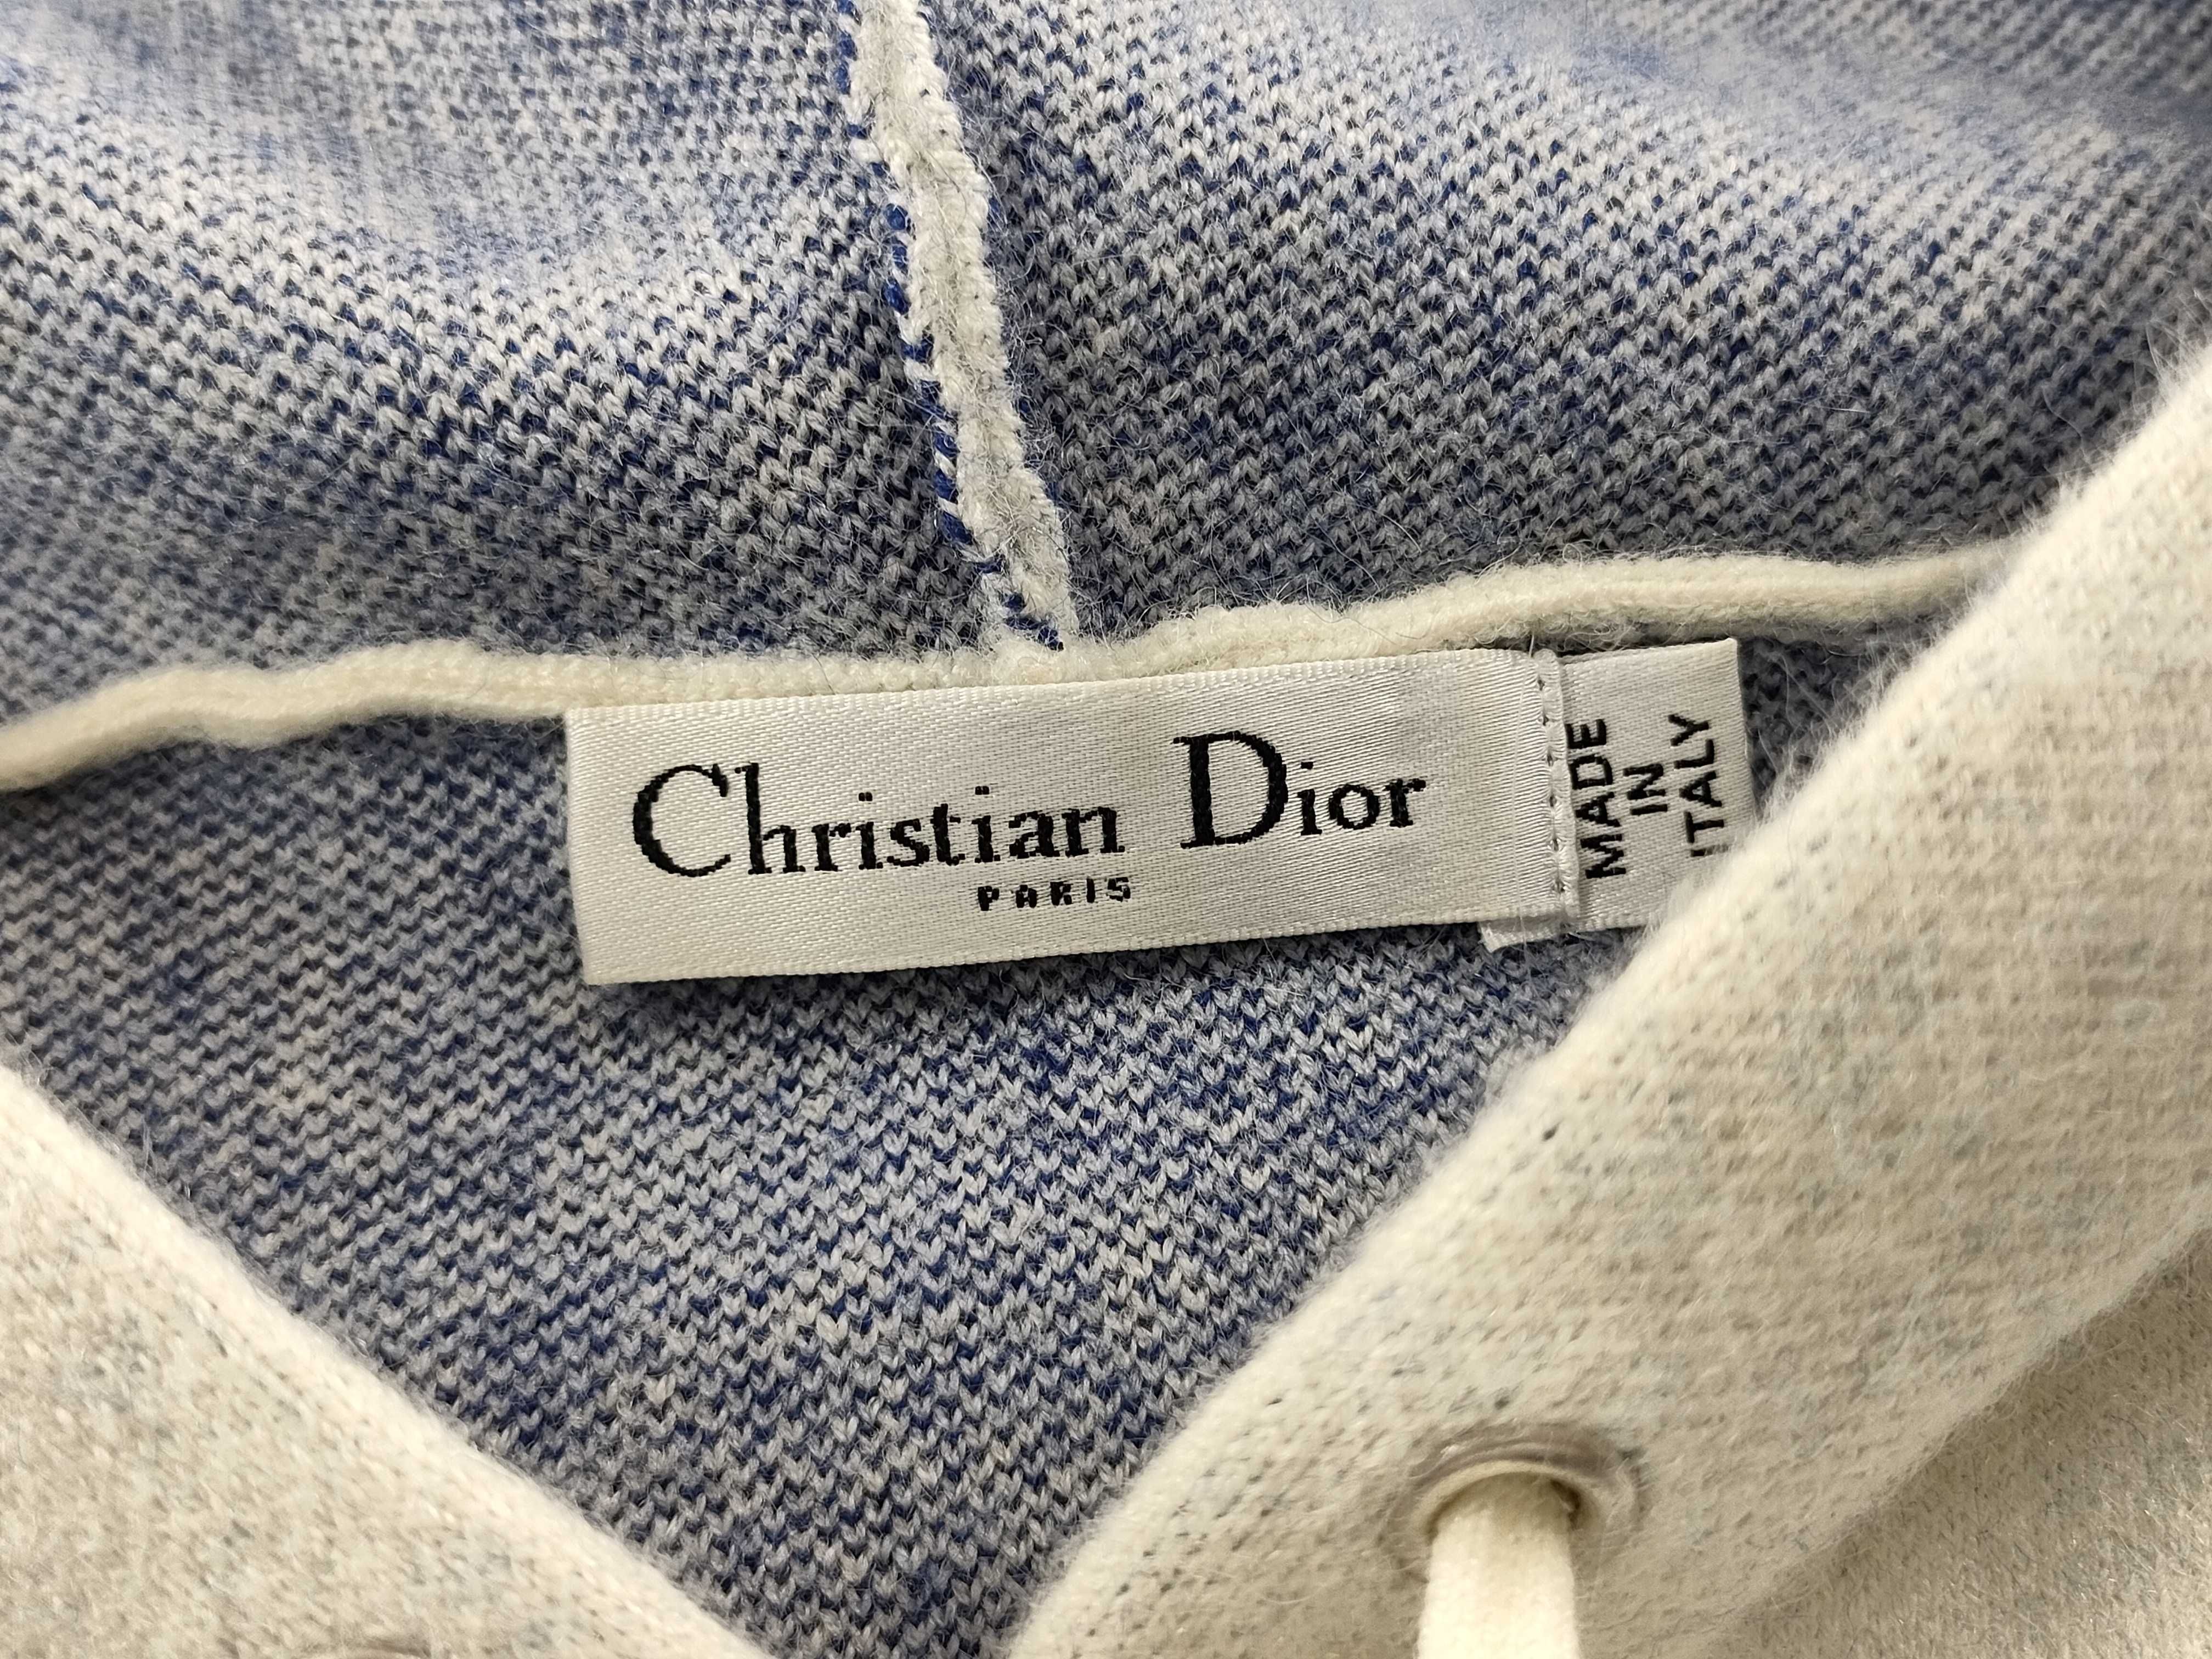 Christian Dior
PARIS
MADE
IN
ITALY